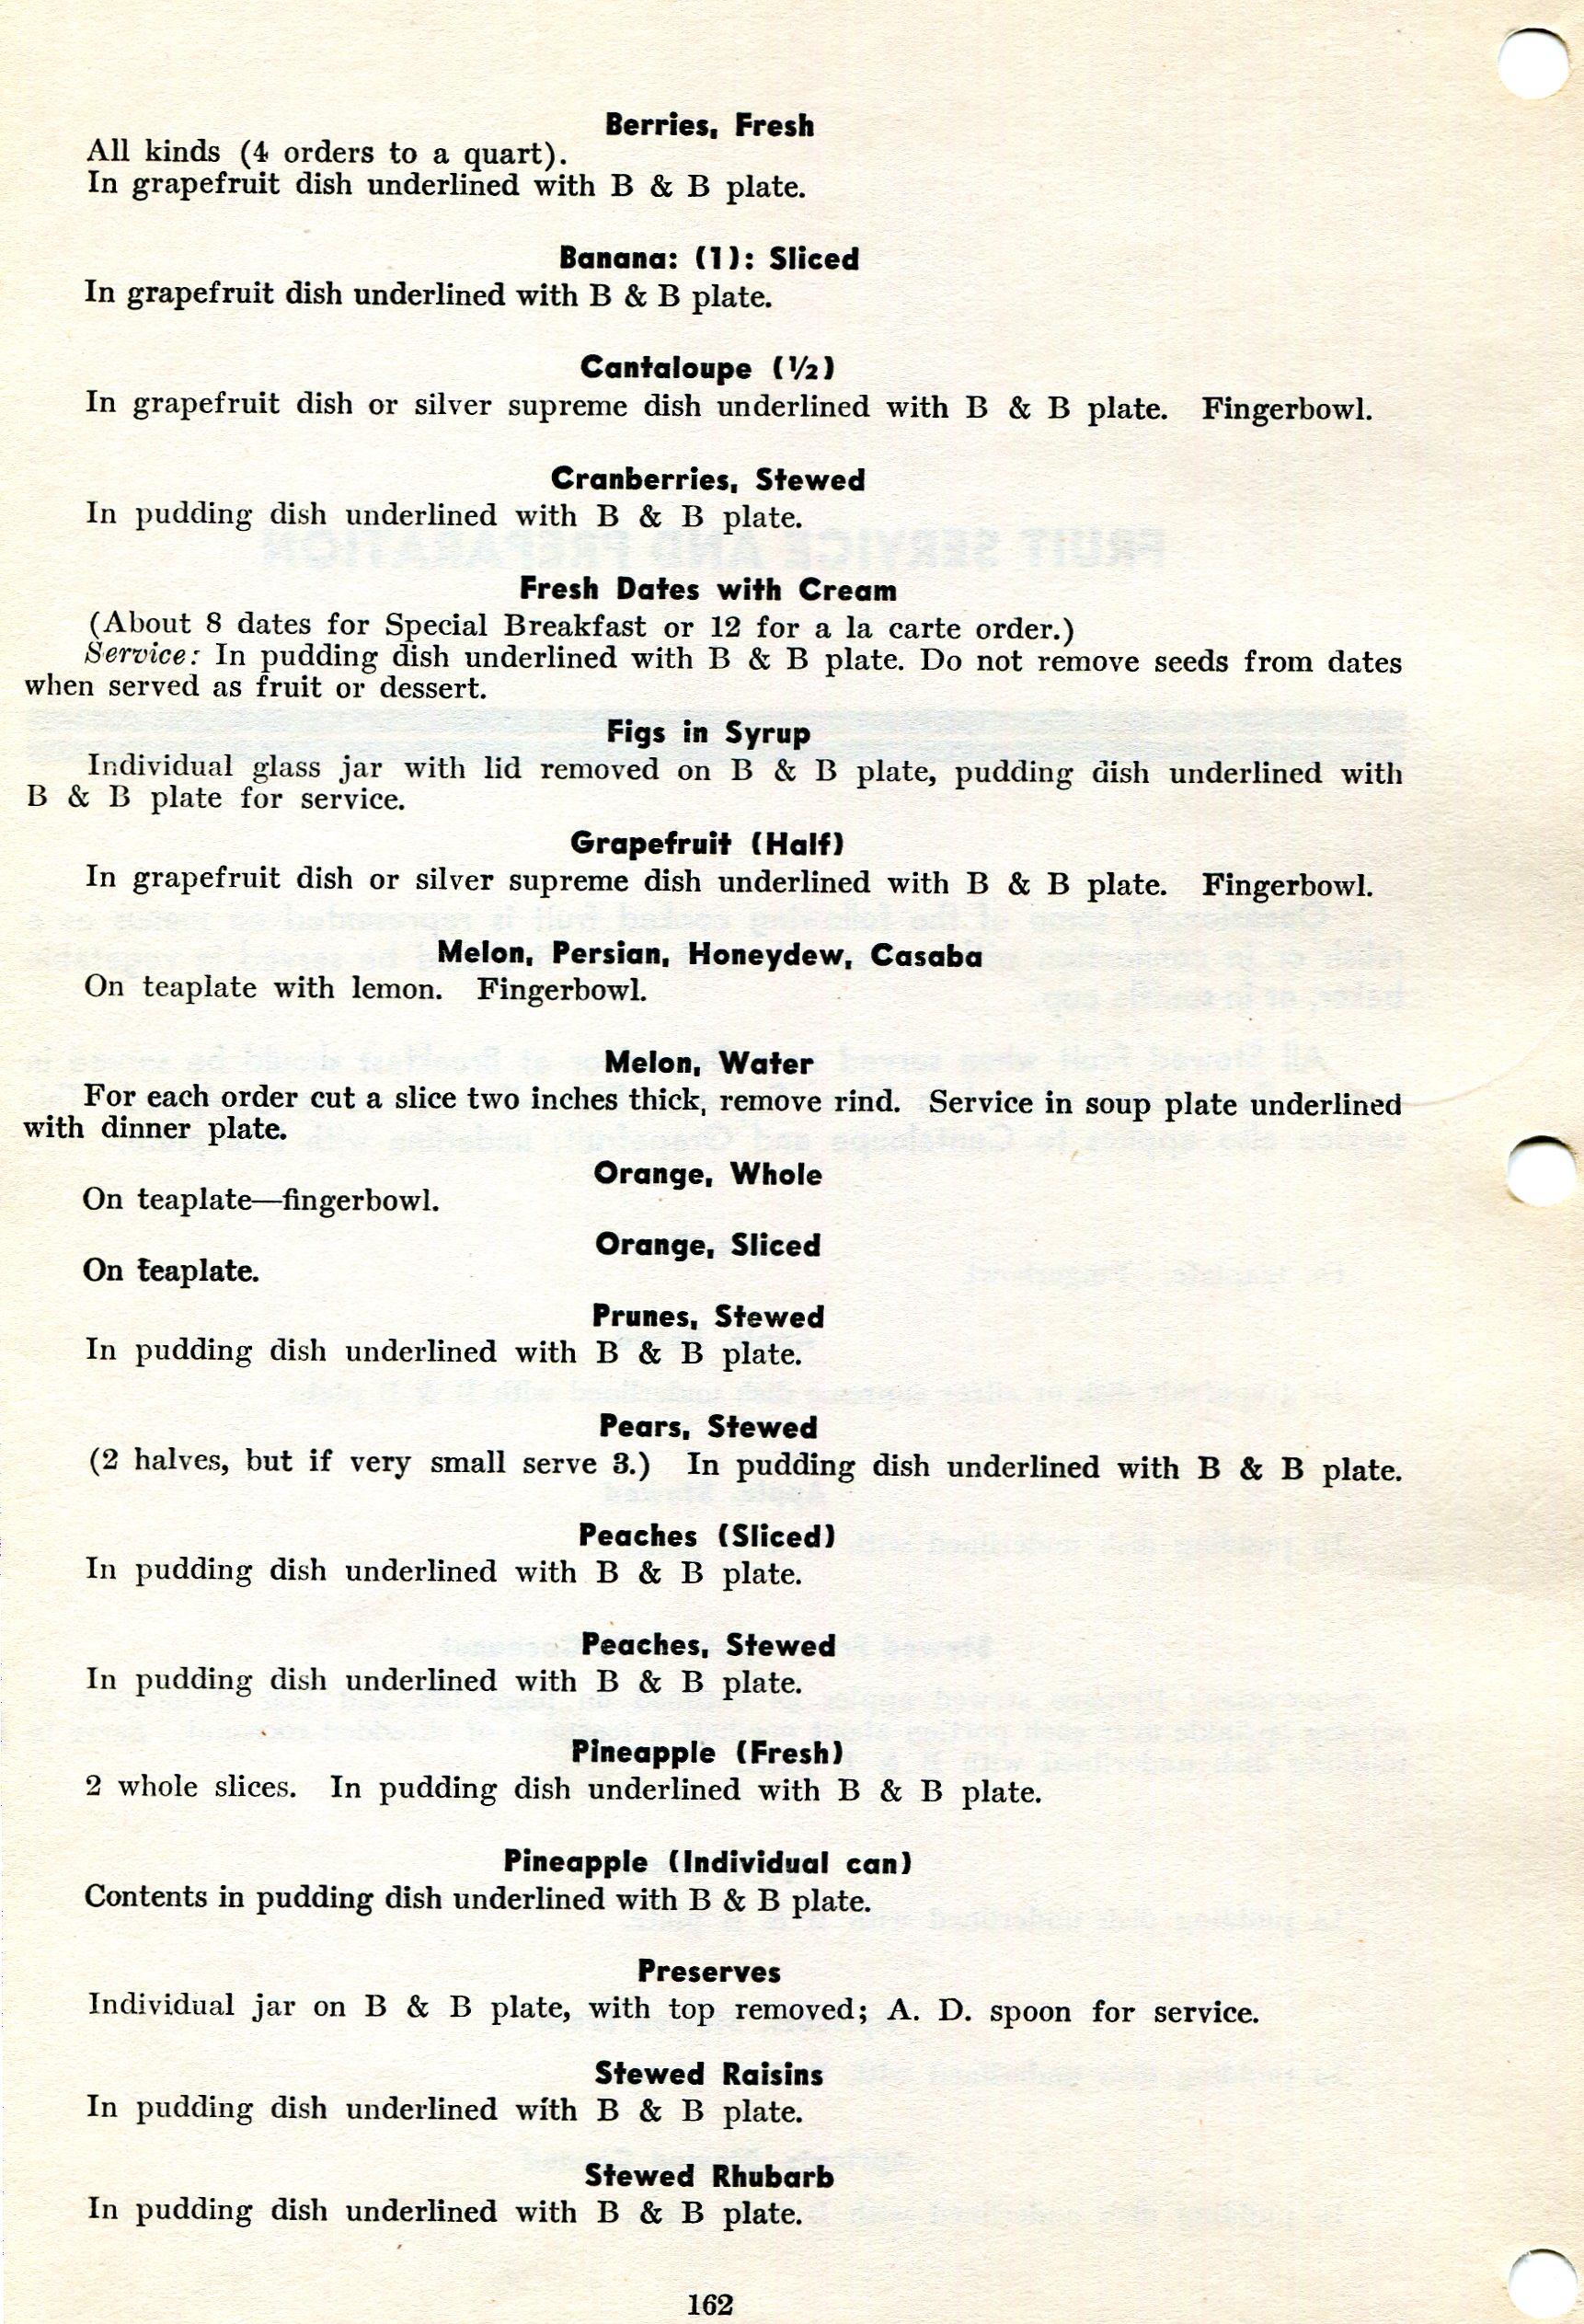 Berries, Fresh
All kinds (4 orders to a quart).
In grapefruit dish underlined with B & B plate.
Banana: (1): Sliced
In grapefruit dish underlined with B & B plate.
Cantaloupe (½)
In grapefruit dish or silver supreme dish underlined with B & B plate. Fingerbowl.
Cranberries, Stewed
In pudding dish underlined with B & B plate.
FRUIT SERVICE AND PREPARATION
Fresh Dates with Cream
(About 8 dates for Special Breakfast or 12 for a la carte order.)
Service: In pudding dish underlined with B & B plate. Do not remove seeds from dates
when served as fruit or dessert.
Figs in Syrup
Individual glass jar with lid removed on B & B plate, pudding dish underlined with
B & B plate for service.
Grapefruit (Half)
In grapefruit dish or silver supreme dish underlined with B & B plate. Fingerbowl.
Melon, Persian, Honeydew, Casaba
On teaplate with lemon. Fingerbowl.
Melon, Water
For each order cut a slice two inches thick, remove rind. Service in soup plate underlined
with dinner plate.
Orange, Whole
On teaplate—fingerbowl.
Orange, Sliced
On teaplate.
Prunes, Stewed
In pudding dish underlined with B & B plate.
Pears, Stewed
(2 halves, but if very small serve 3.) In pudding dish underlined with B & B plate.
Peaches (Sliced)
In pudding dish underlined with B & B plate.
Peaches, Stewed
In pudding dish underlined with B & B plate.
Pineapple (Fresh)
2 whole slices. In pudding dish underlined with B & B plate.
Pineapple (Individual can)
Contents in pudding dish underlined with B & B plate.
Preserves
Individual jar on B & B plate, with top removed; A. D. spoon for service.
Stewed Raisins
In pudding dish underlined with B & B plate.
Stewed Rhubarb
In pudding dish underlined with B & B plate.
162